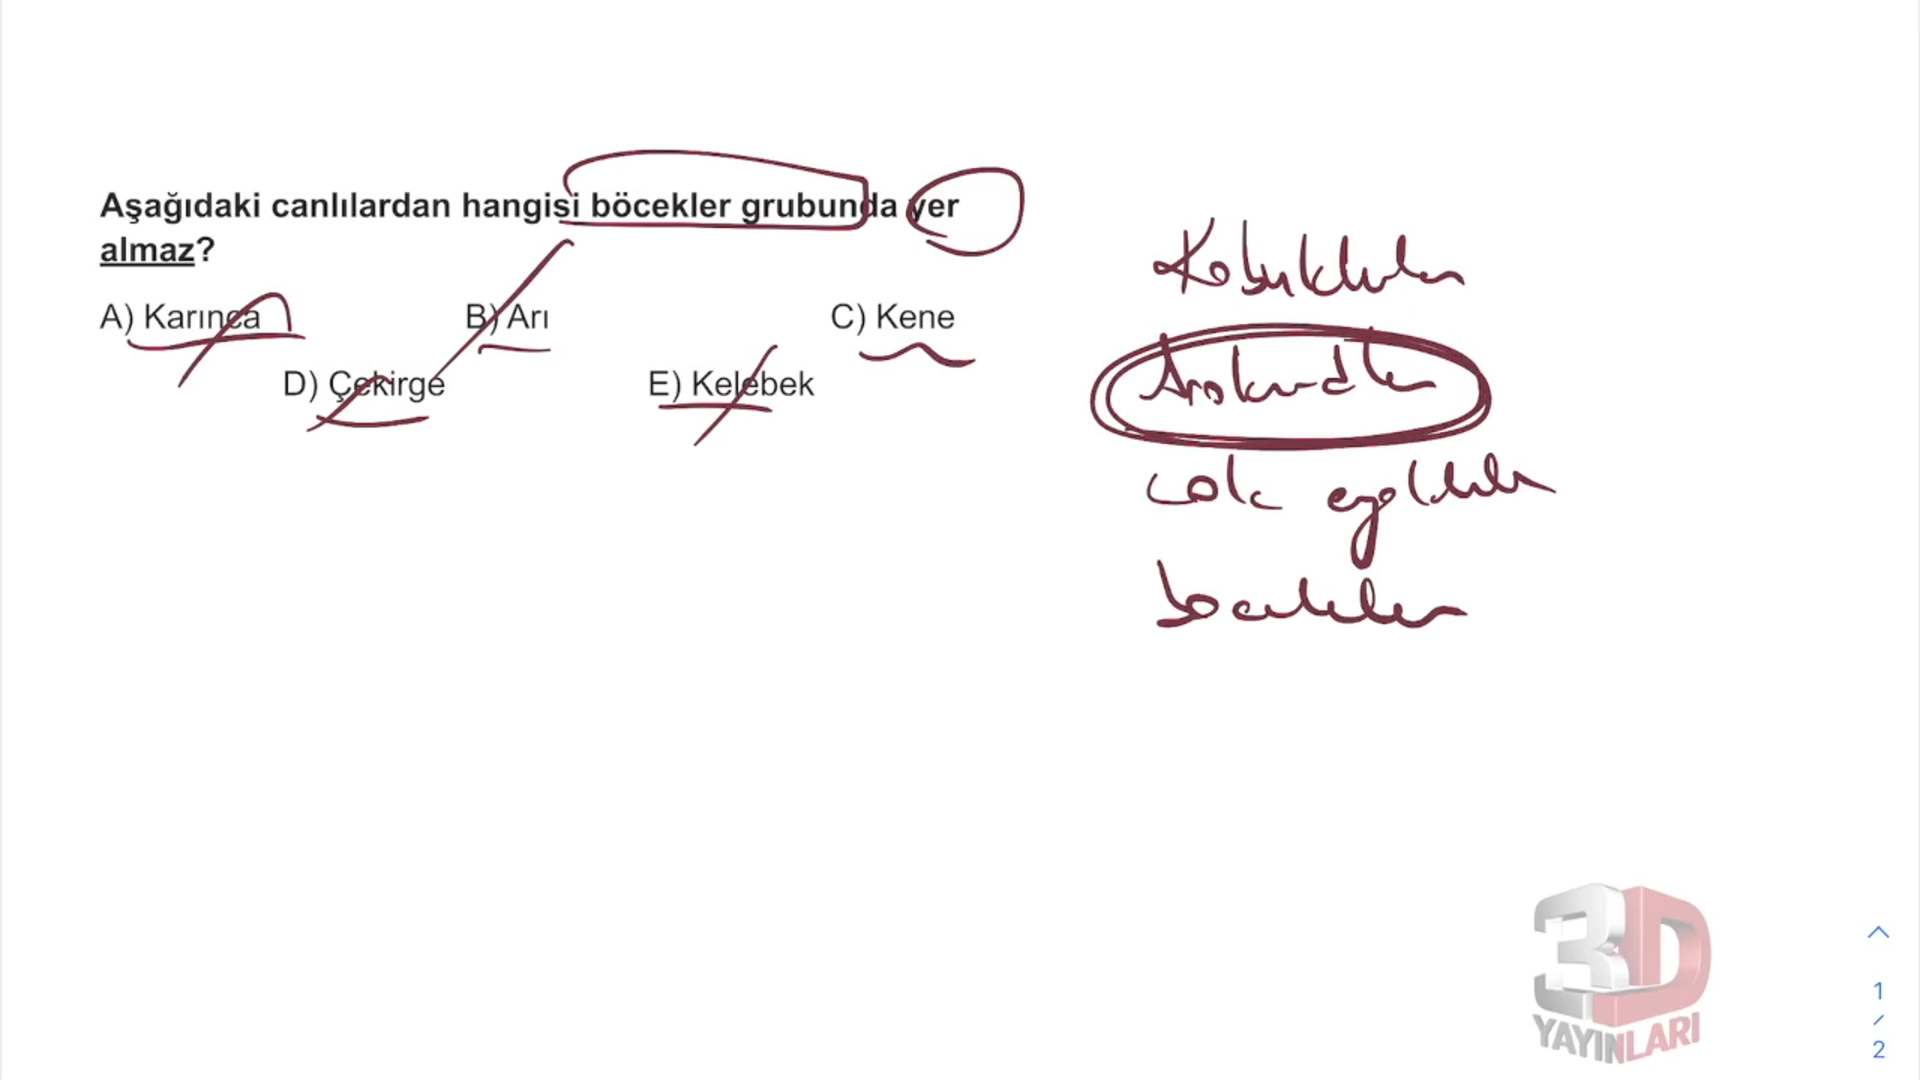 Aşağıdaki canlılardan hangisi böcekler grubunda yer
almaz?
A) Karınca B) Arı C) Kene
D) Çekirge E) Kelebek
Kabuklular
Araknidler
çok ayaklılar
böcekler
3D
YAYINLARI
1
/
2